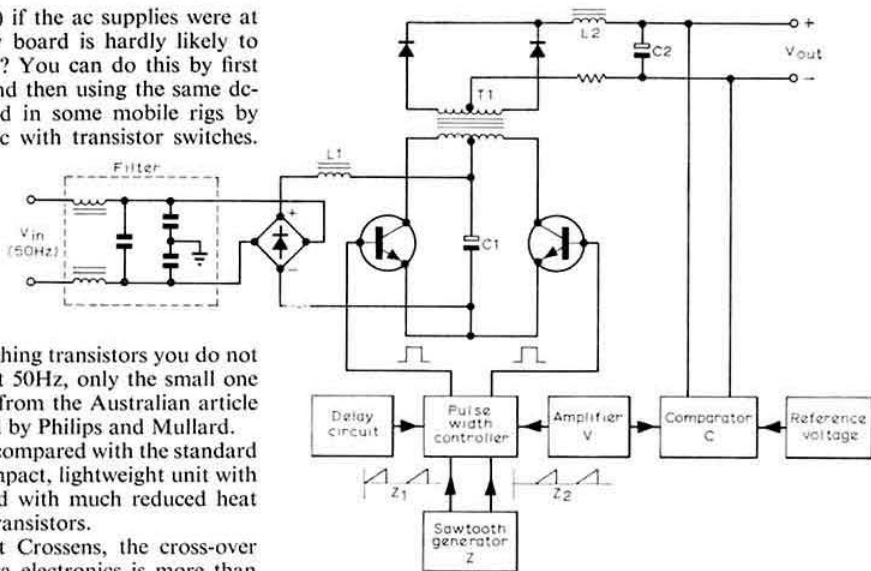 ) if the ac supplies were at
board is hardly likely to
? You can do this by first
nd then using the same dc-
d in some mobile rigs by
c with transistor switches.
Filter
Vin
(50Hz)
L1
T1
L2
C2
+
Vout
−
+
−
C1
hing transistors you do not
t 50Hz, only the small one
from the Australian article
by Philips and Mullard.
compared with the standard
mpact, lightweight unit with
d with much reduced heat
ransistors.
t Crossens, the cross-over
electronics is more than
Delay
circuit
Pulse
width
controller
Amplifier
V
Comparator
C
Reference
voltage
Z1
Z2
Sawtooth
generator
Z